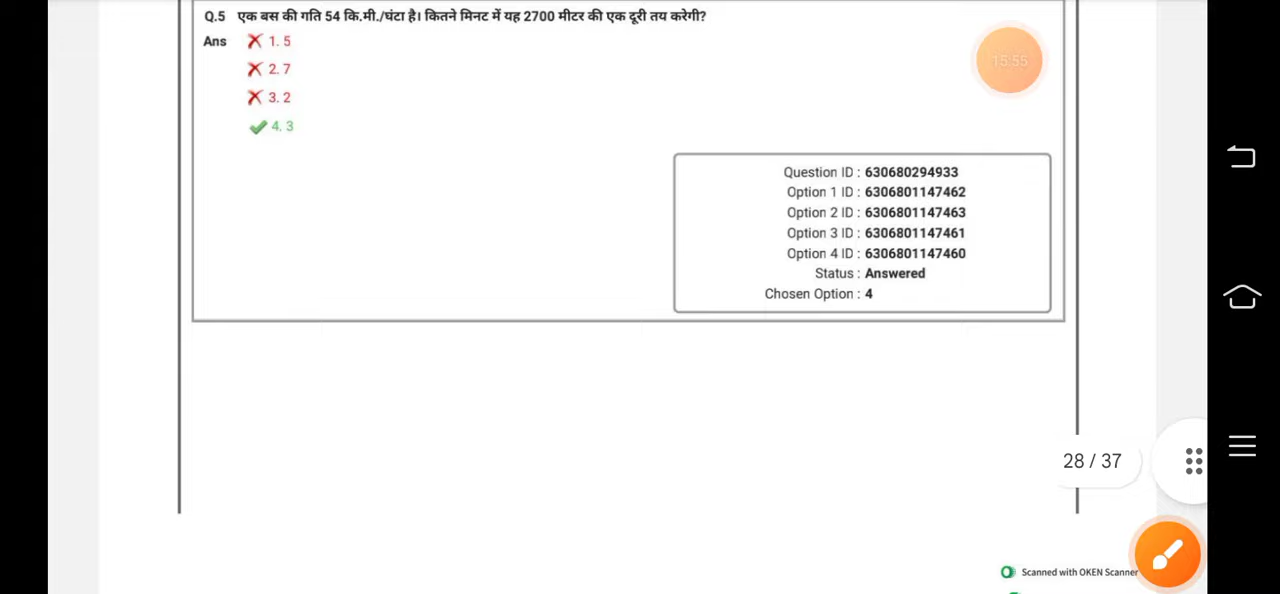 Q.5 एक बस की गति 54 कि.मी./घंटा है। कितने मिनट में यह 2700 मीटर की एक दूरी तय करेगी?
Ans 1. 5
2. 7
3. 2
4. 3
15:55
Question ID : 630680294933
Option 1 ID : 6306801147462
Option 2 ID : 6306801147463
Option 3 ID : 6306801147461
Option 4 ID : 6306801147460
Status : Answered
Chosen Option : 4
28 / 37
Scanned with OKEN Scanner